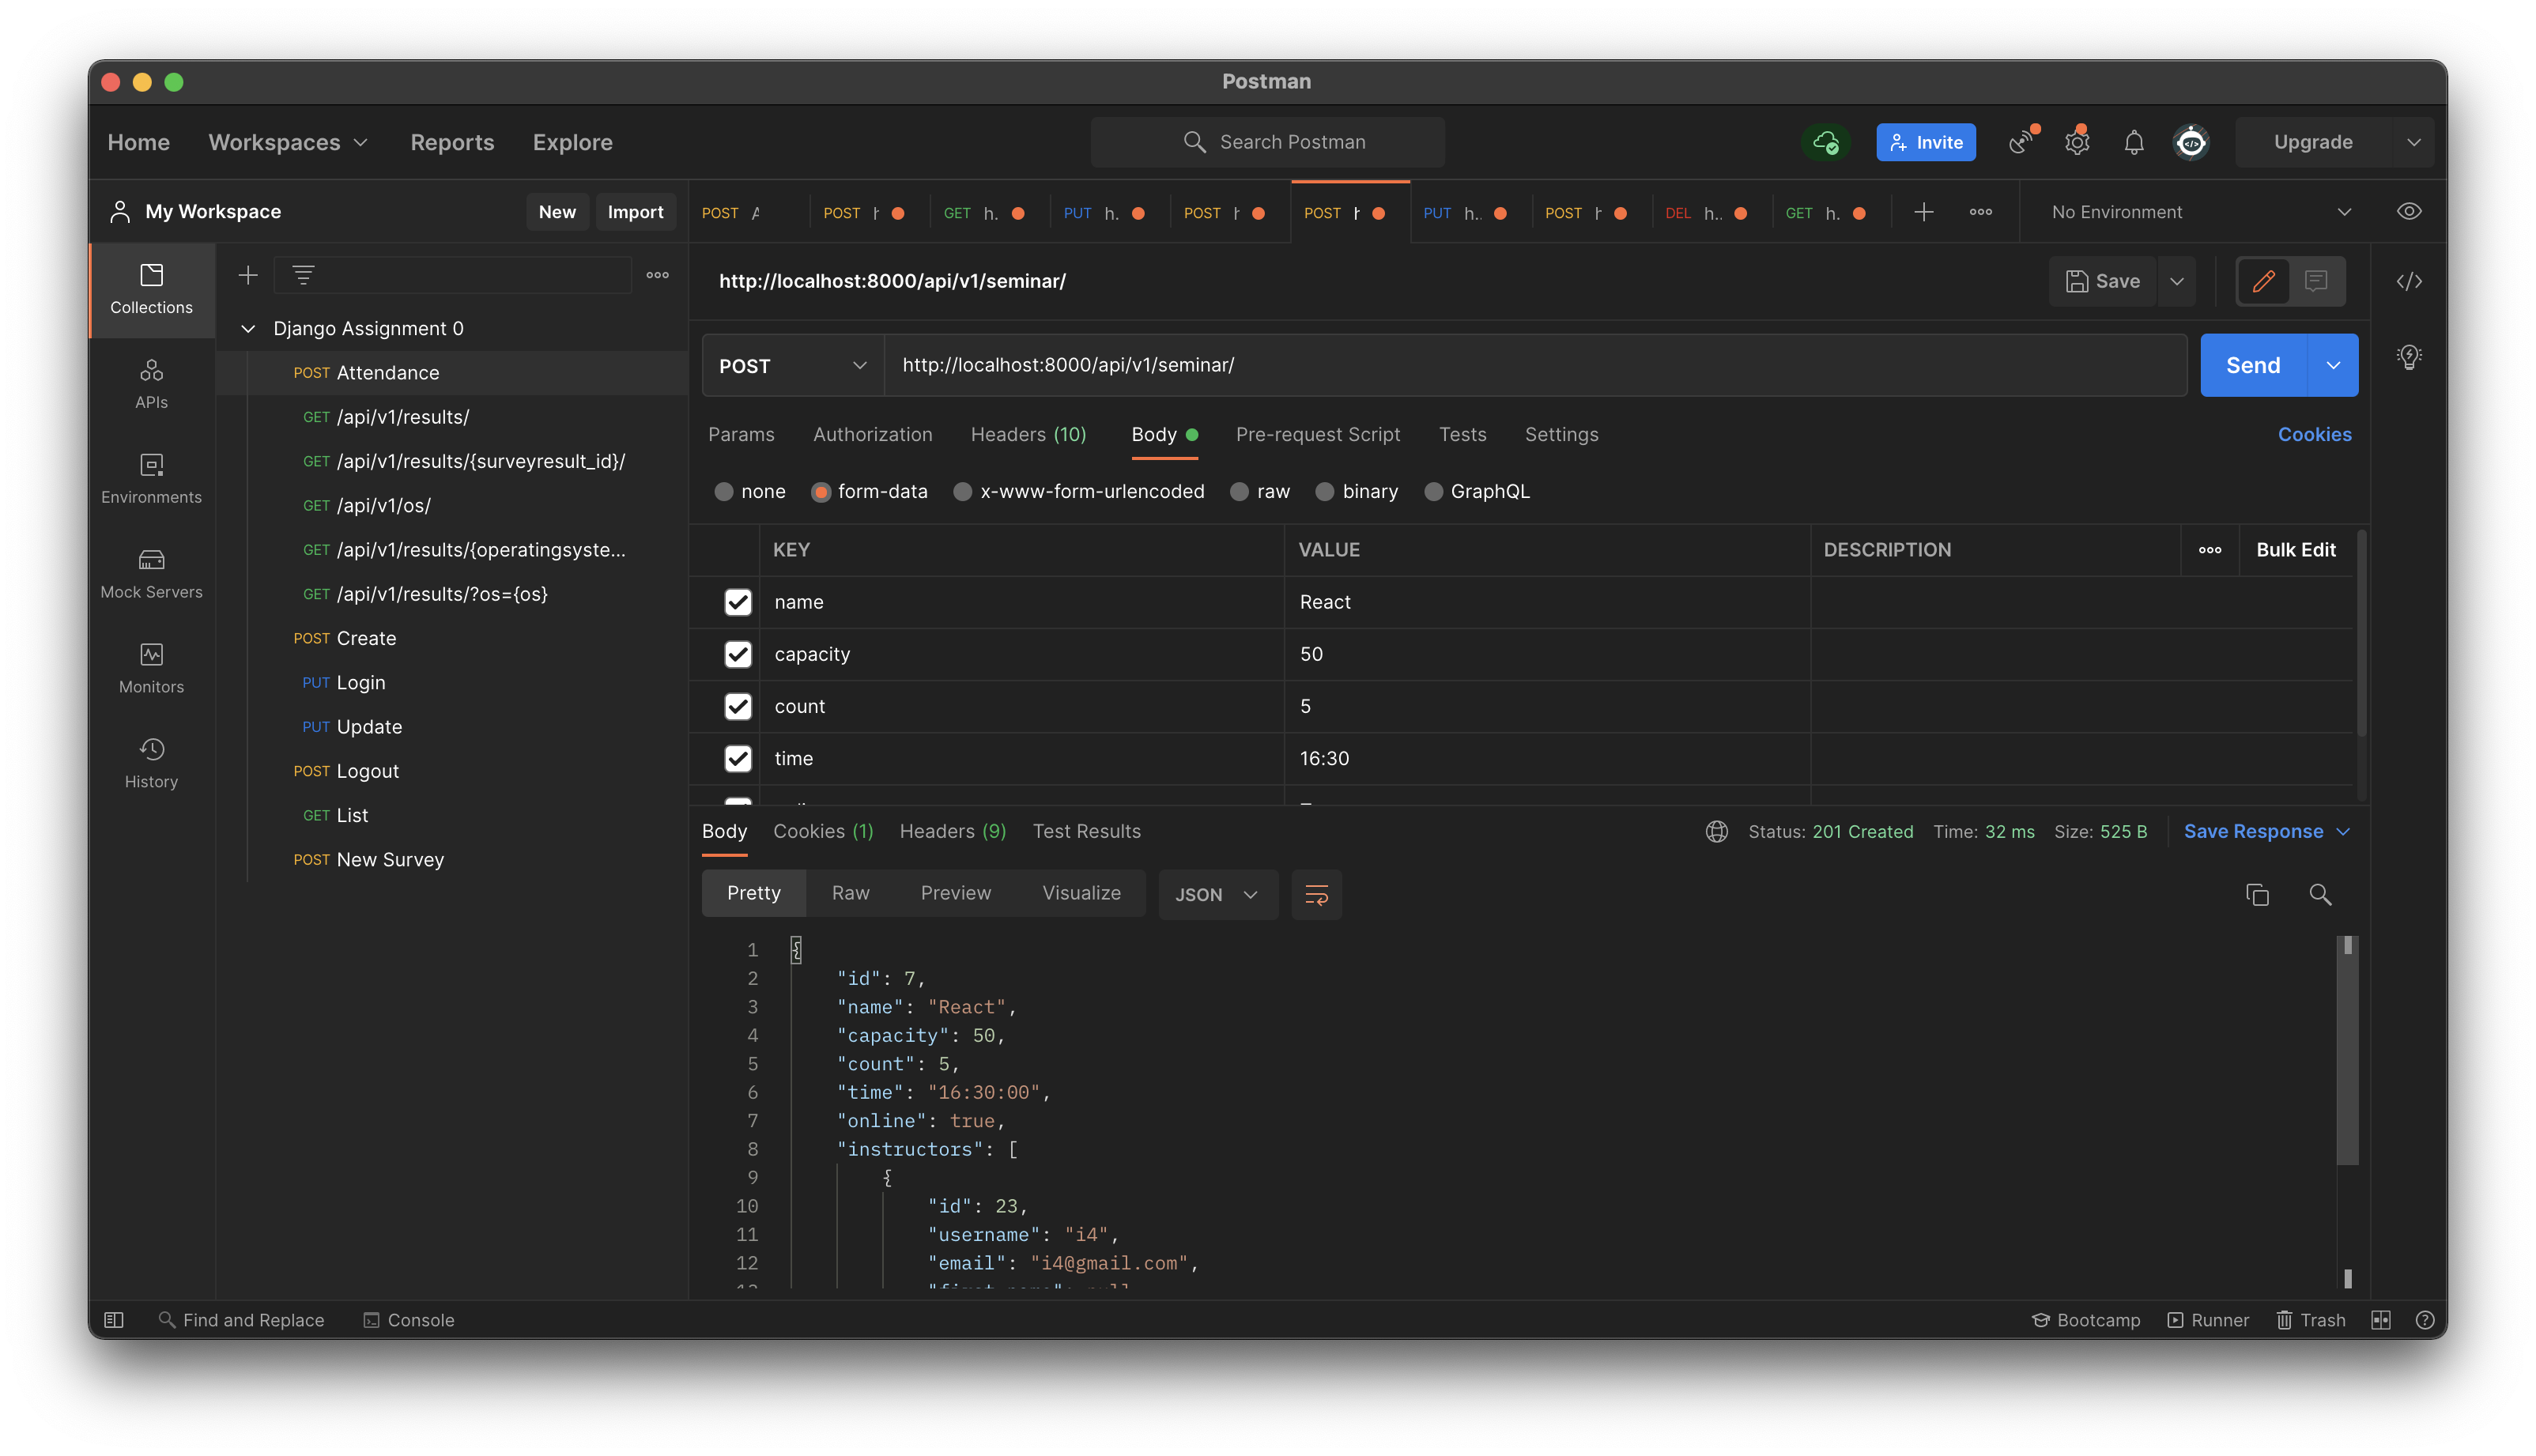 Postman
Home Workspaces Reports Explore Search Postman Invite Upgrade
My Workspace New Import
POST POST GET h. PUT h. POST POST PUT h.. POST DEL h.. GET h. No Environment
Collections
APIs
Environments
Mock Servers
Monitors
History
Django Assignment 0
POST Attendance
GET /api/v1/results/
GET /api/v1/results/{surveyresult_id}/
GET /api/v1/os/
GET /api/v1/results/{operatingsyste...
GET /api/v1/results/?os={os}
POST Create
PUT Login
PUT Update
POST Logout
GET List
POST New Survey
http://localhost:8000/api/v1/seminar/ Save
POST http://localhost:8000/api/v1/seminar/ Send
Params Authorization Headers (10) Body Pre-request Script Tests Settings Cookies
none form-data x-www-form-urlencoded raw binary GraphQL
KEY VALUE DESCRIPTION Bulk Edit
name React
capacity 50
count 5
time 16:30
Body Cookies (1) Headers (9) Test Results Status: 201 Created Time: 32 ms Size: 525 B Save Response
Pretty Raw Preview Visualize JSON
1 {
2 "id": 7,
3 "name": "React",
4 "capacity": 50,
5 "count": 5,
6 "time": "16:30:00",
7 "online": true,
8 "instructors": [
9 {
10 "id": 23,
11 "username": "i4",
12 "email": "i4@gmail.com",
Find and Replace Console Bootcamp Runner Trash